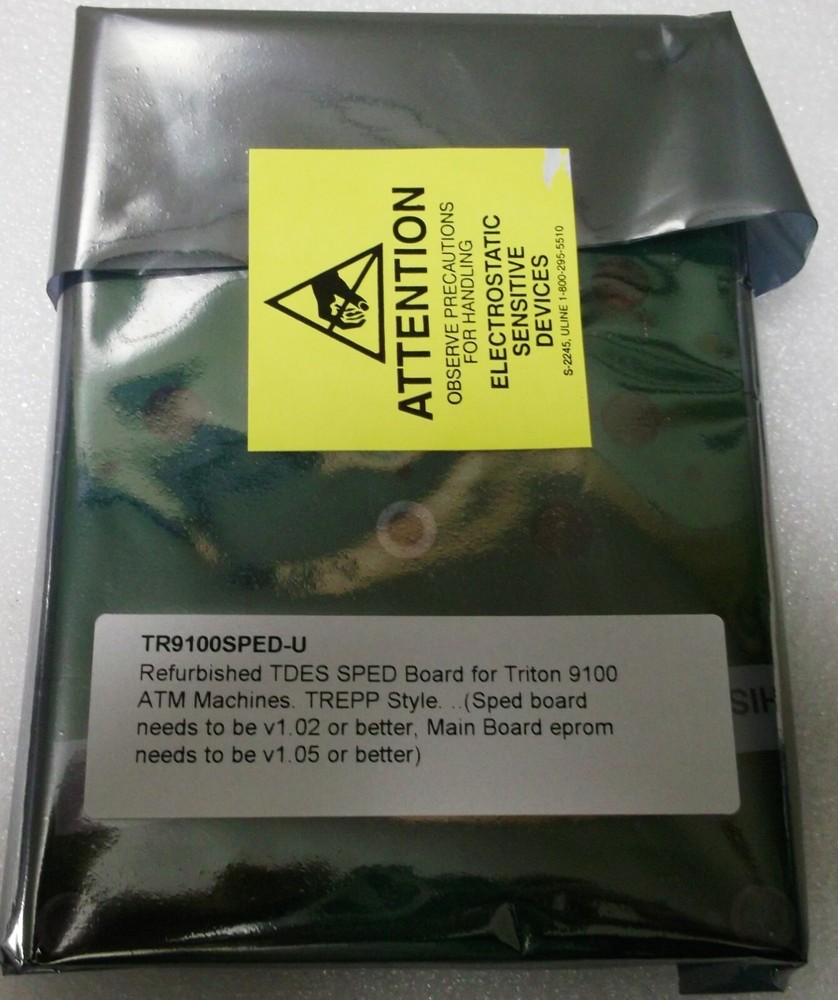 ATTENTION
OBSERVE PRECAUTIONS
FOR HANDLING
ELECTROSTATIC
SENSITIVE
DEVICES
S-2245, ULINE 1-800-295-5510
TR9100SPED-U
Refurbished TDES SPED Board for Triton 9100
ATM Machines. TREPP Style. ..(Sped board
needs to be v1.02 or better, Main Board eprom
needs to be v1.05 or better)